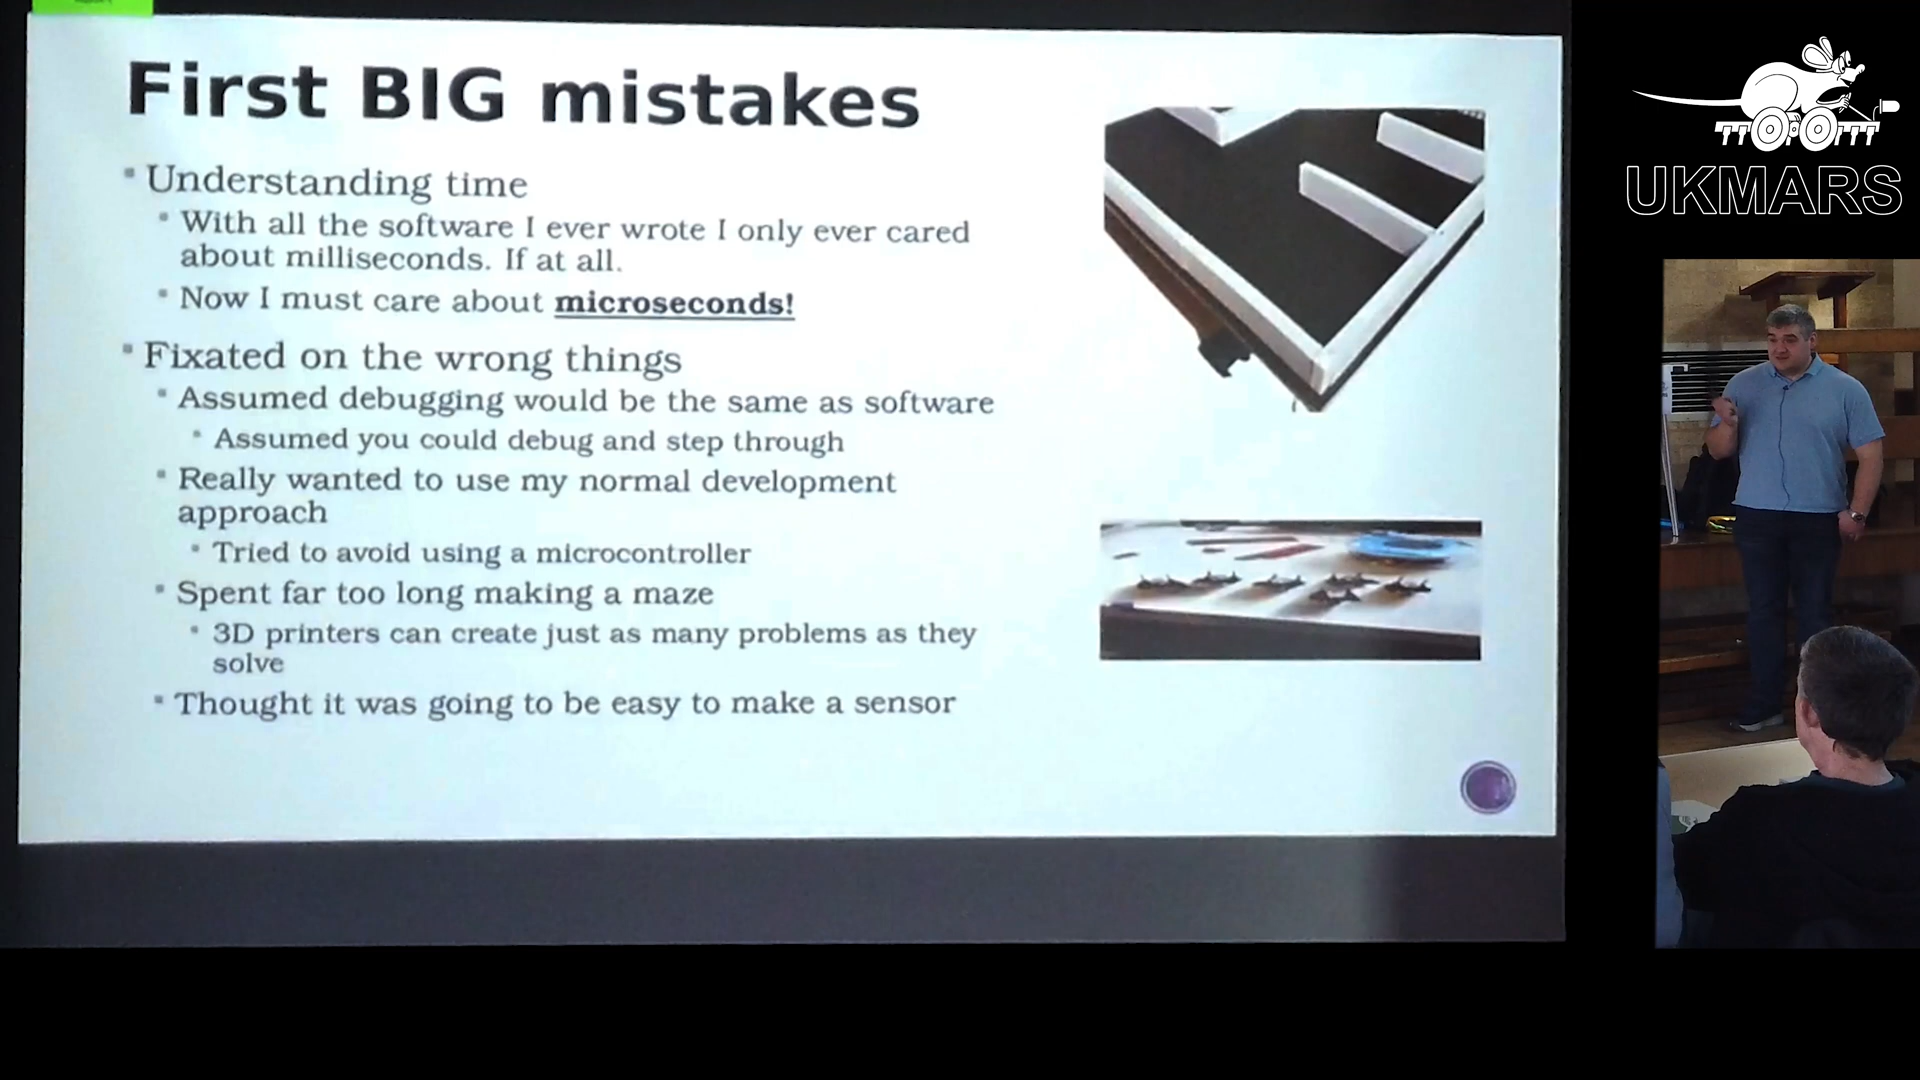 First BIG mistakes
Understanding time
With all the software I ever wrote I only ever cared
about milliseconds. If at all.
Now I must care about microseconds!
Fixated on the wrong things
Assumed debugging would be the same as software
Assumed you could debug and step through
Really wanted to use my normal development
approach
Tried to avoid using a microcontroller
Spent far too long making a maze
3D printers can create just as many problems as they
solve
Thought it was going to be easy to make a sensor
UKMARS